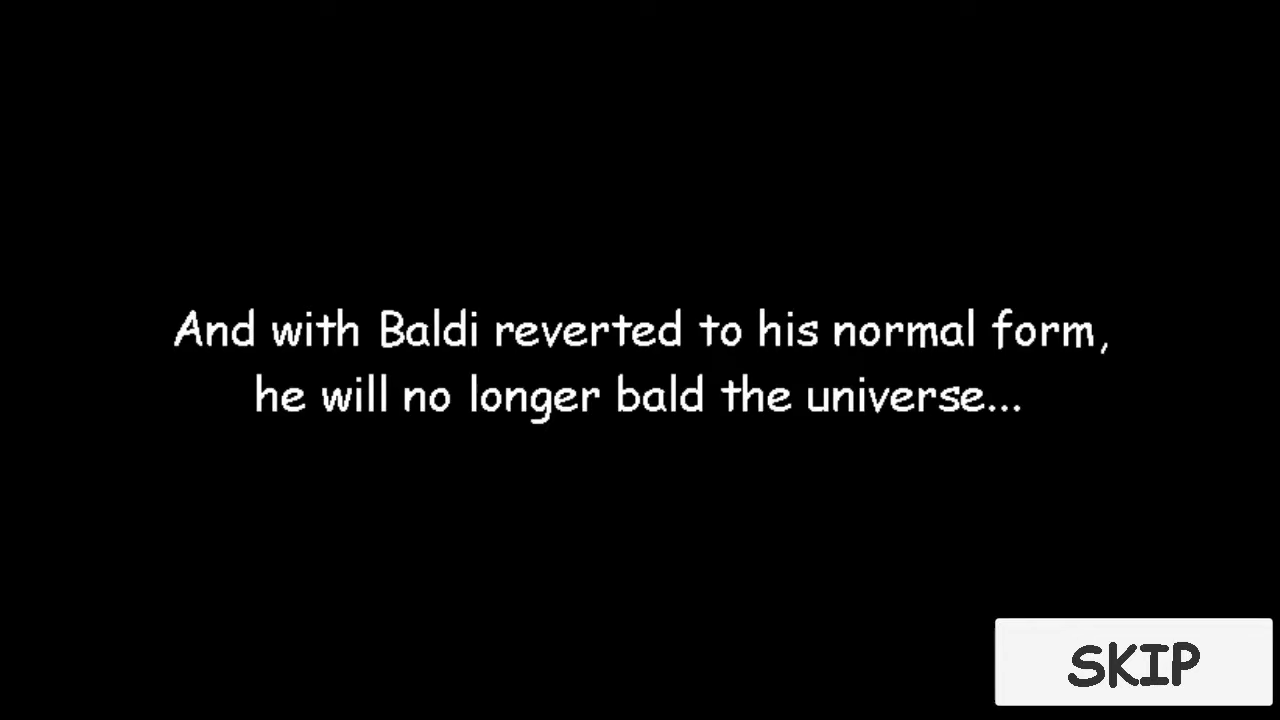 And with Baldi reverted to his normal form,
he will no longer bald the universe...
SKIP